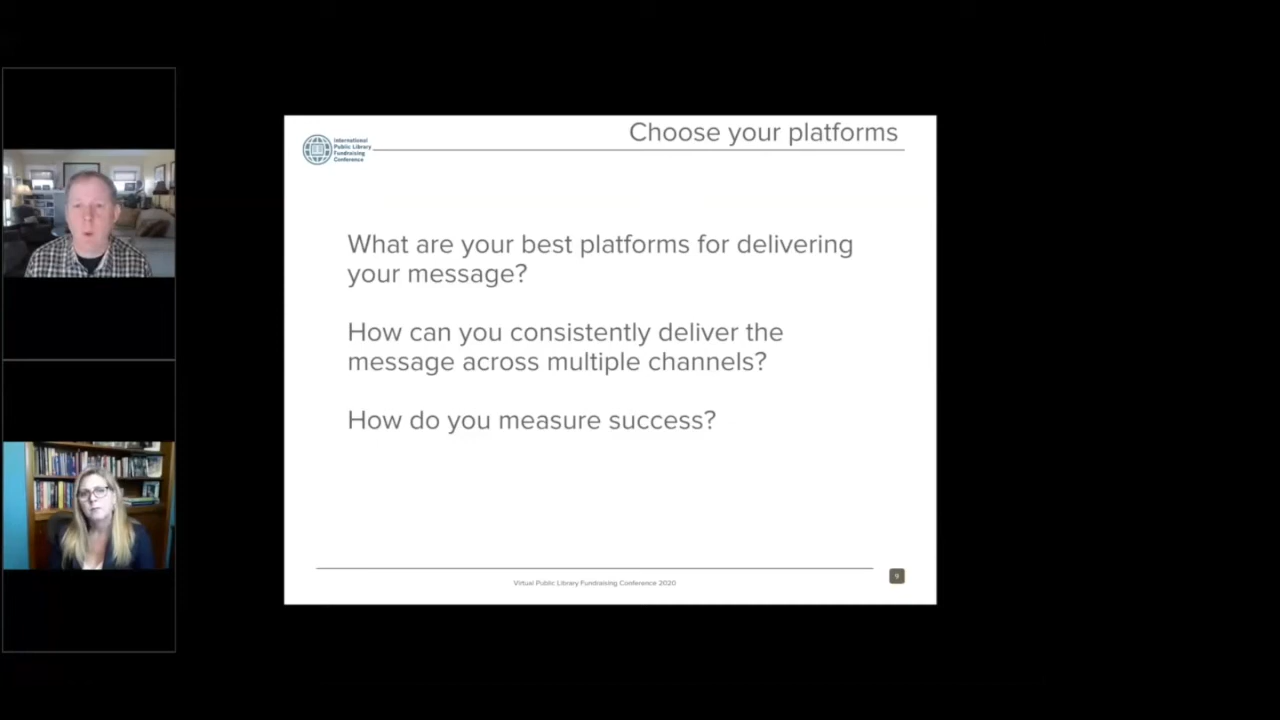 Choose your platforms
International
Public Library
Fundraising
Conference
What are your best platforms for delivering
your message?
How can you consistently deliver the
message across multiple channels?
How do you measure success?
Virtual Public Library Fundraising Conference 2020
9